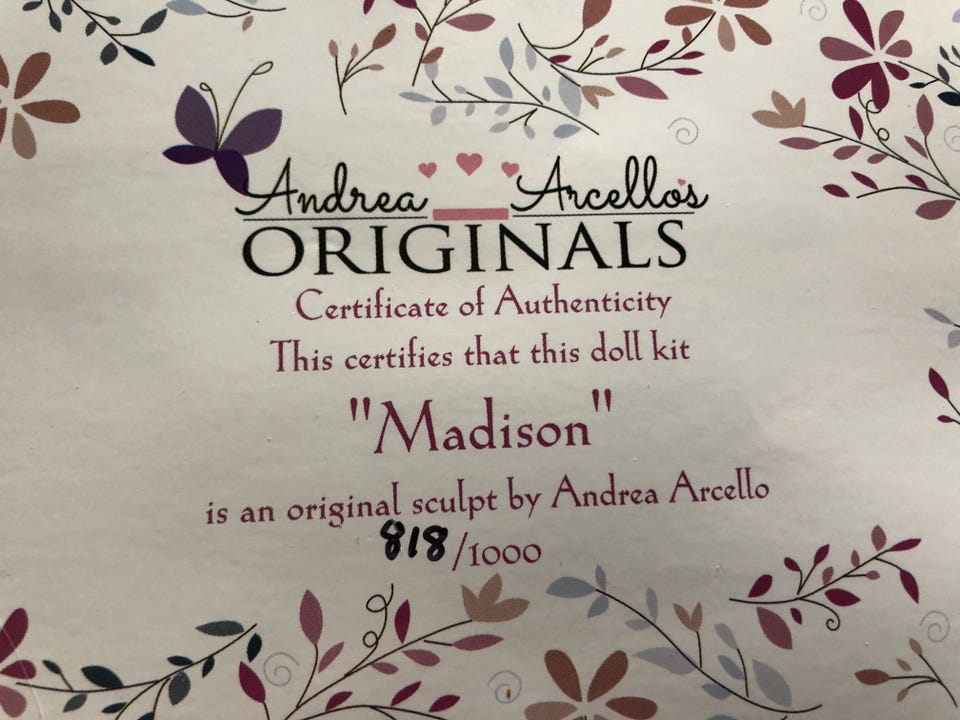 Andrea Arcello's
ORIGINALS
Certificate of Authenticity
This certifies that this doll kit
"Madison"
is an original sculpt by Andrea Arcello
818/1000